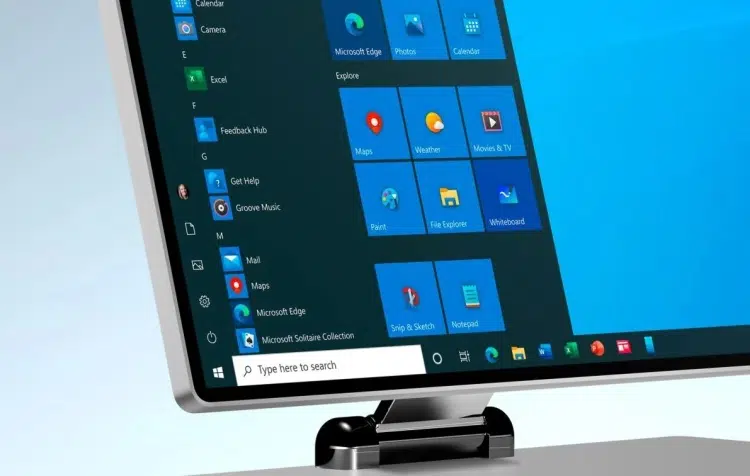 Calendar
Camera
E
Excel
F
Feedback Hub
G
Get Help
Groove Music
M
Mail
Maps
Microsoft Edge
Microsoft Solitaire Collection
Type here to search
Microsoft Edge
Photos
Calendar
Explore
Maps
Weather
Movies & TV
Paint
File Explorer
Whiteboard
Snip & Sketch
Notepad